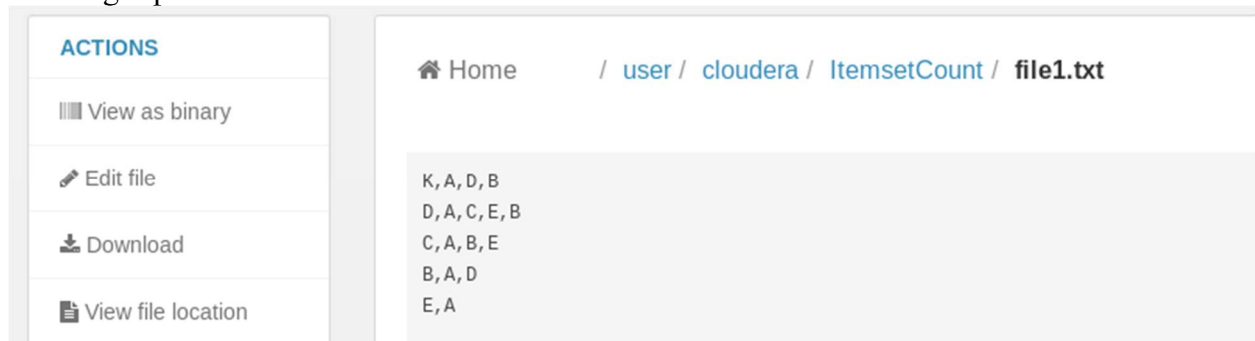 ACTIONS
View as binary
Edit file
Download
View file location
Home / user / cloudera / ItemsetCount / file1.txt
K,A,D,B
D,A,C,E,B
C,A,B,E
B,A,D
E,A